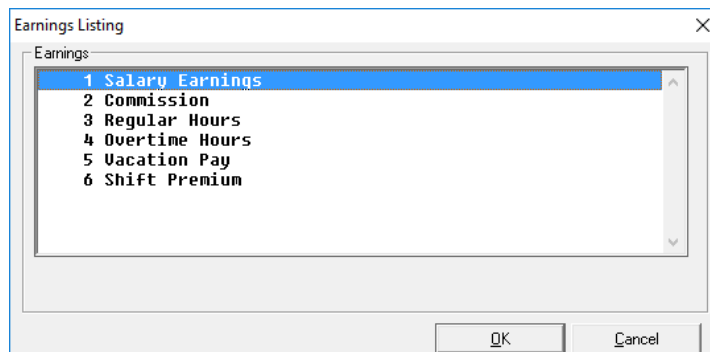 Earnings Listing
Earnings
1 Salary Earnings
2 Commission
3 Regular Hours
4 Overtime Hours
5 Vacation Pay
6 Shift Premium
OK Cancel